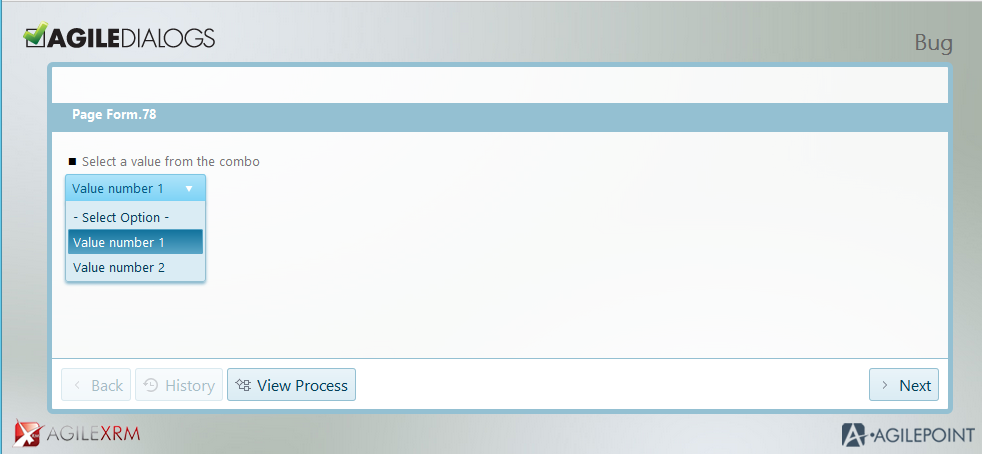 AGILEDIALOGS
Bug
Page Form.78
Select a value from the combo
Value number 1
- Select Option -
Value number 1
Value number 2
Back
History
View Process
Next
AGILEXRM
AGILEPOINT